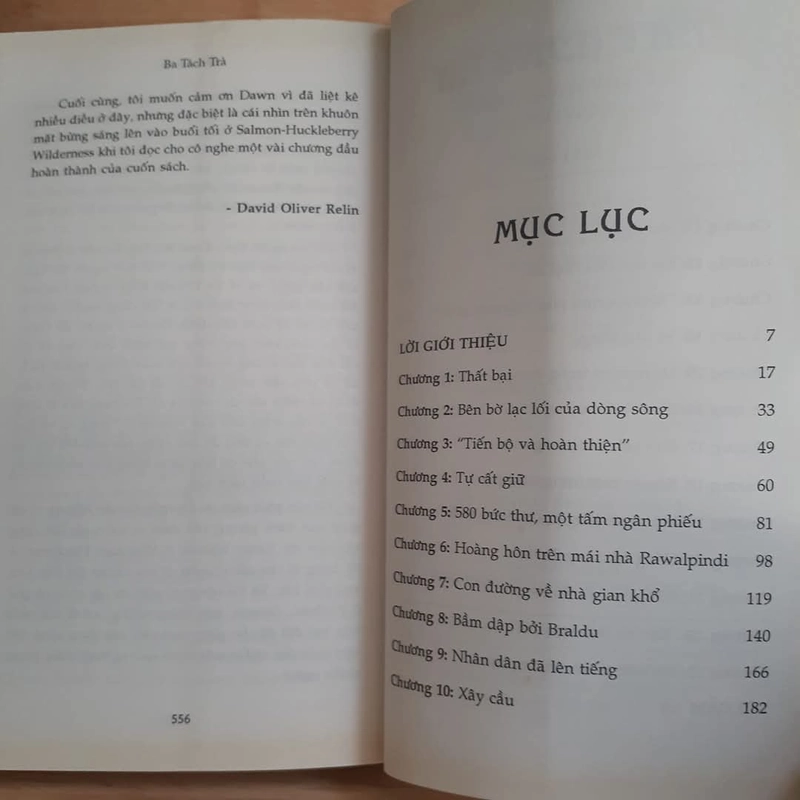 Ba Tách Trà
Cuối cùng, tôi muốn cảm ơn Dawn vì đã liệt kê
nhiều điều ở đây, nhưng đặc biệt là cái nhìn trên khuôn
mặt bừng sáng lên vào buổi tối ở Salmon-Huckleberry
Wilderness khi tôi đọc cho cô nghe một vài chương đầu
hoàn thành của cuốn sách.
- David Oliver Relin
556
MỤC LỤC
LỜI GIỚI THIỆU 7
Chương 1: Thất bại 17
Chương 2: Bên bờ lạc lối của dòng sông 33
Chương 3: “Tiến bộ và hoàn thiện” 49
Chương 4: Tự cất giữ 60
Chương 5: 580 bức thư, một tấm ngân phiếu 81
Chương 6: Hoàng hôn trên mái nhà Rawalpindi 98
Chương 7: Con đường về nhà gian khổ 119
Chương 8: Bầm dập bởi Braldu 140
Chương 9: Nhân dân đã lên tiếng 166
Chương 10: Xây cầu 182